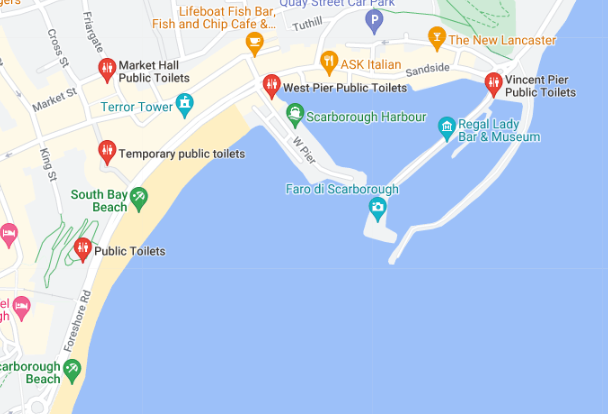 gers
Lifeboat Fish Bar,
Fish and Chip Cafe &...
Quay Street Car Park
P
Tuthill
The New Lancaster
Cross St
Friargate
Market Hall
Public Toilets
ASK Italian
Sandside
West Pier Public Toilets
Vincent Pier
Public Toilets
Market St
Terror Tower
Scarborough Harbour
Regal Lady
Bar & Museum
W Pier
Temporary public toilets
King St
Faro di Scarborough
South Bay
Beach
Public Toilets
el
gh
Foreshore Rd
carborough
Beach